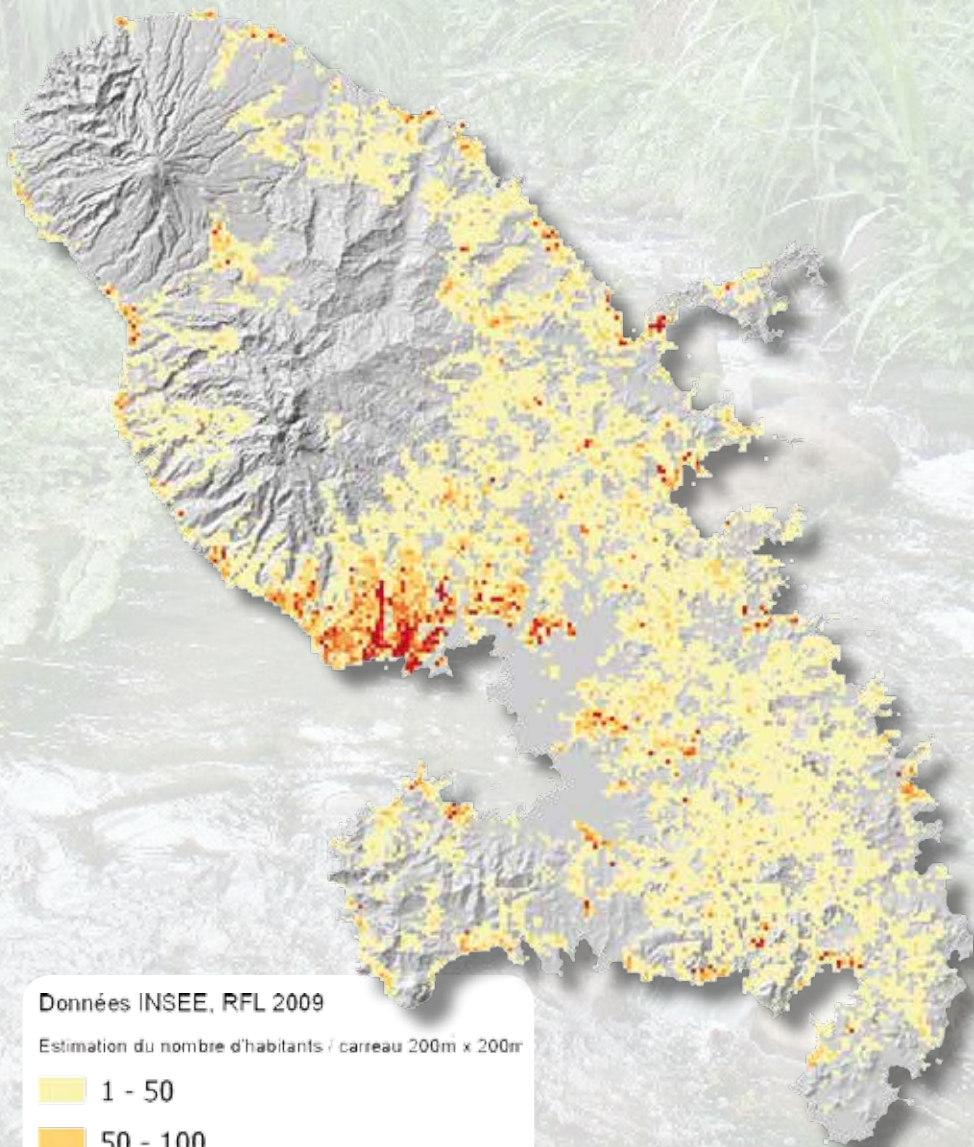 Données INSEE, RFL 2009
Estimation du nombre d'habitants / carreau 200m x 200m
1 - 50
50 - 100